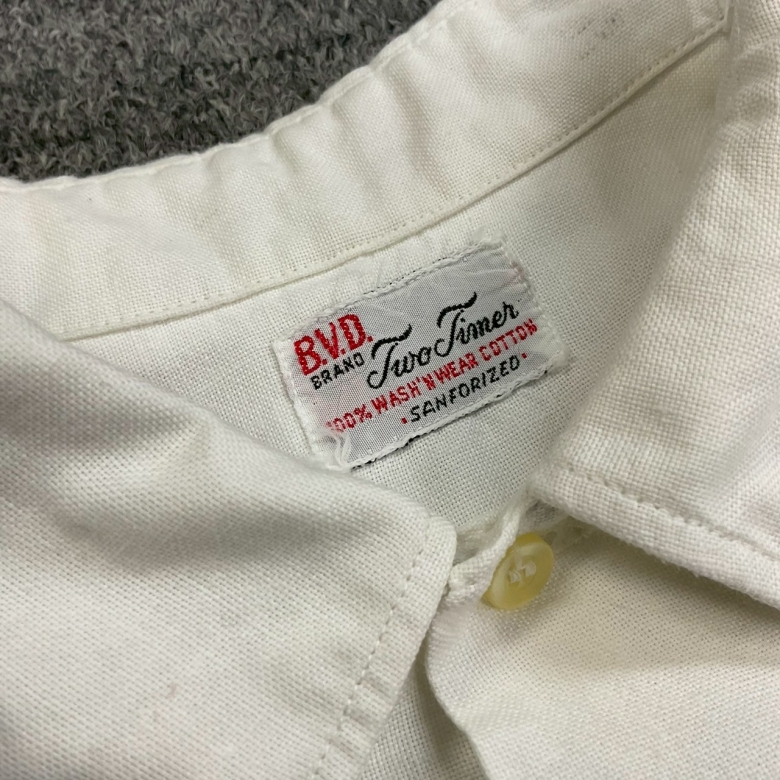 B.V.D.
BRAND
Two Timer
100% WASH'N WEAR COTTON
•SANFORIZED•